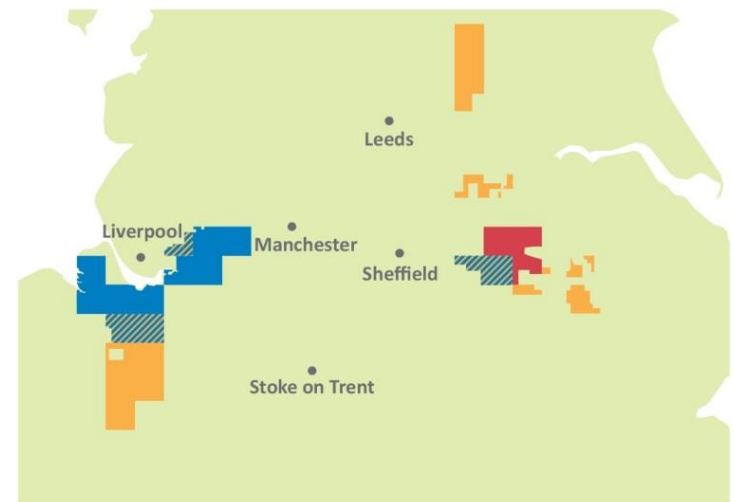 Leeds
Liverpool
Manchester
Sheffield
Stoke on Trent